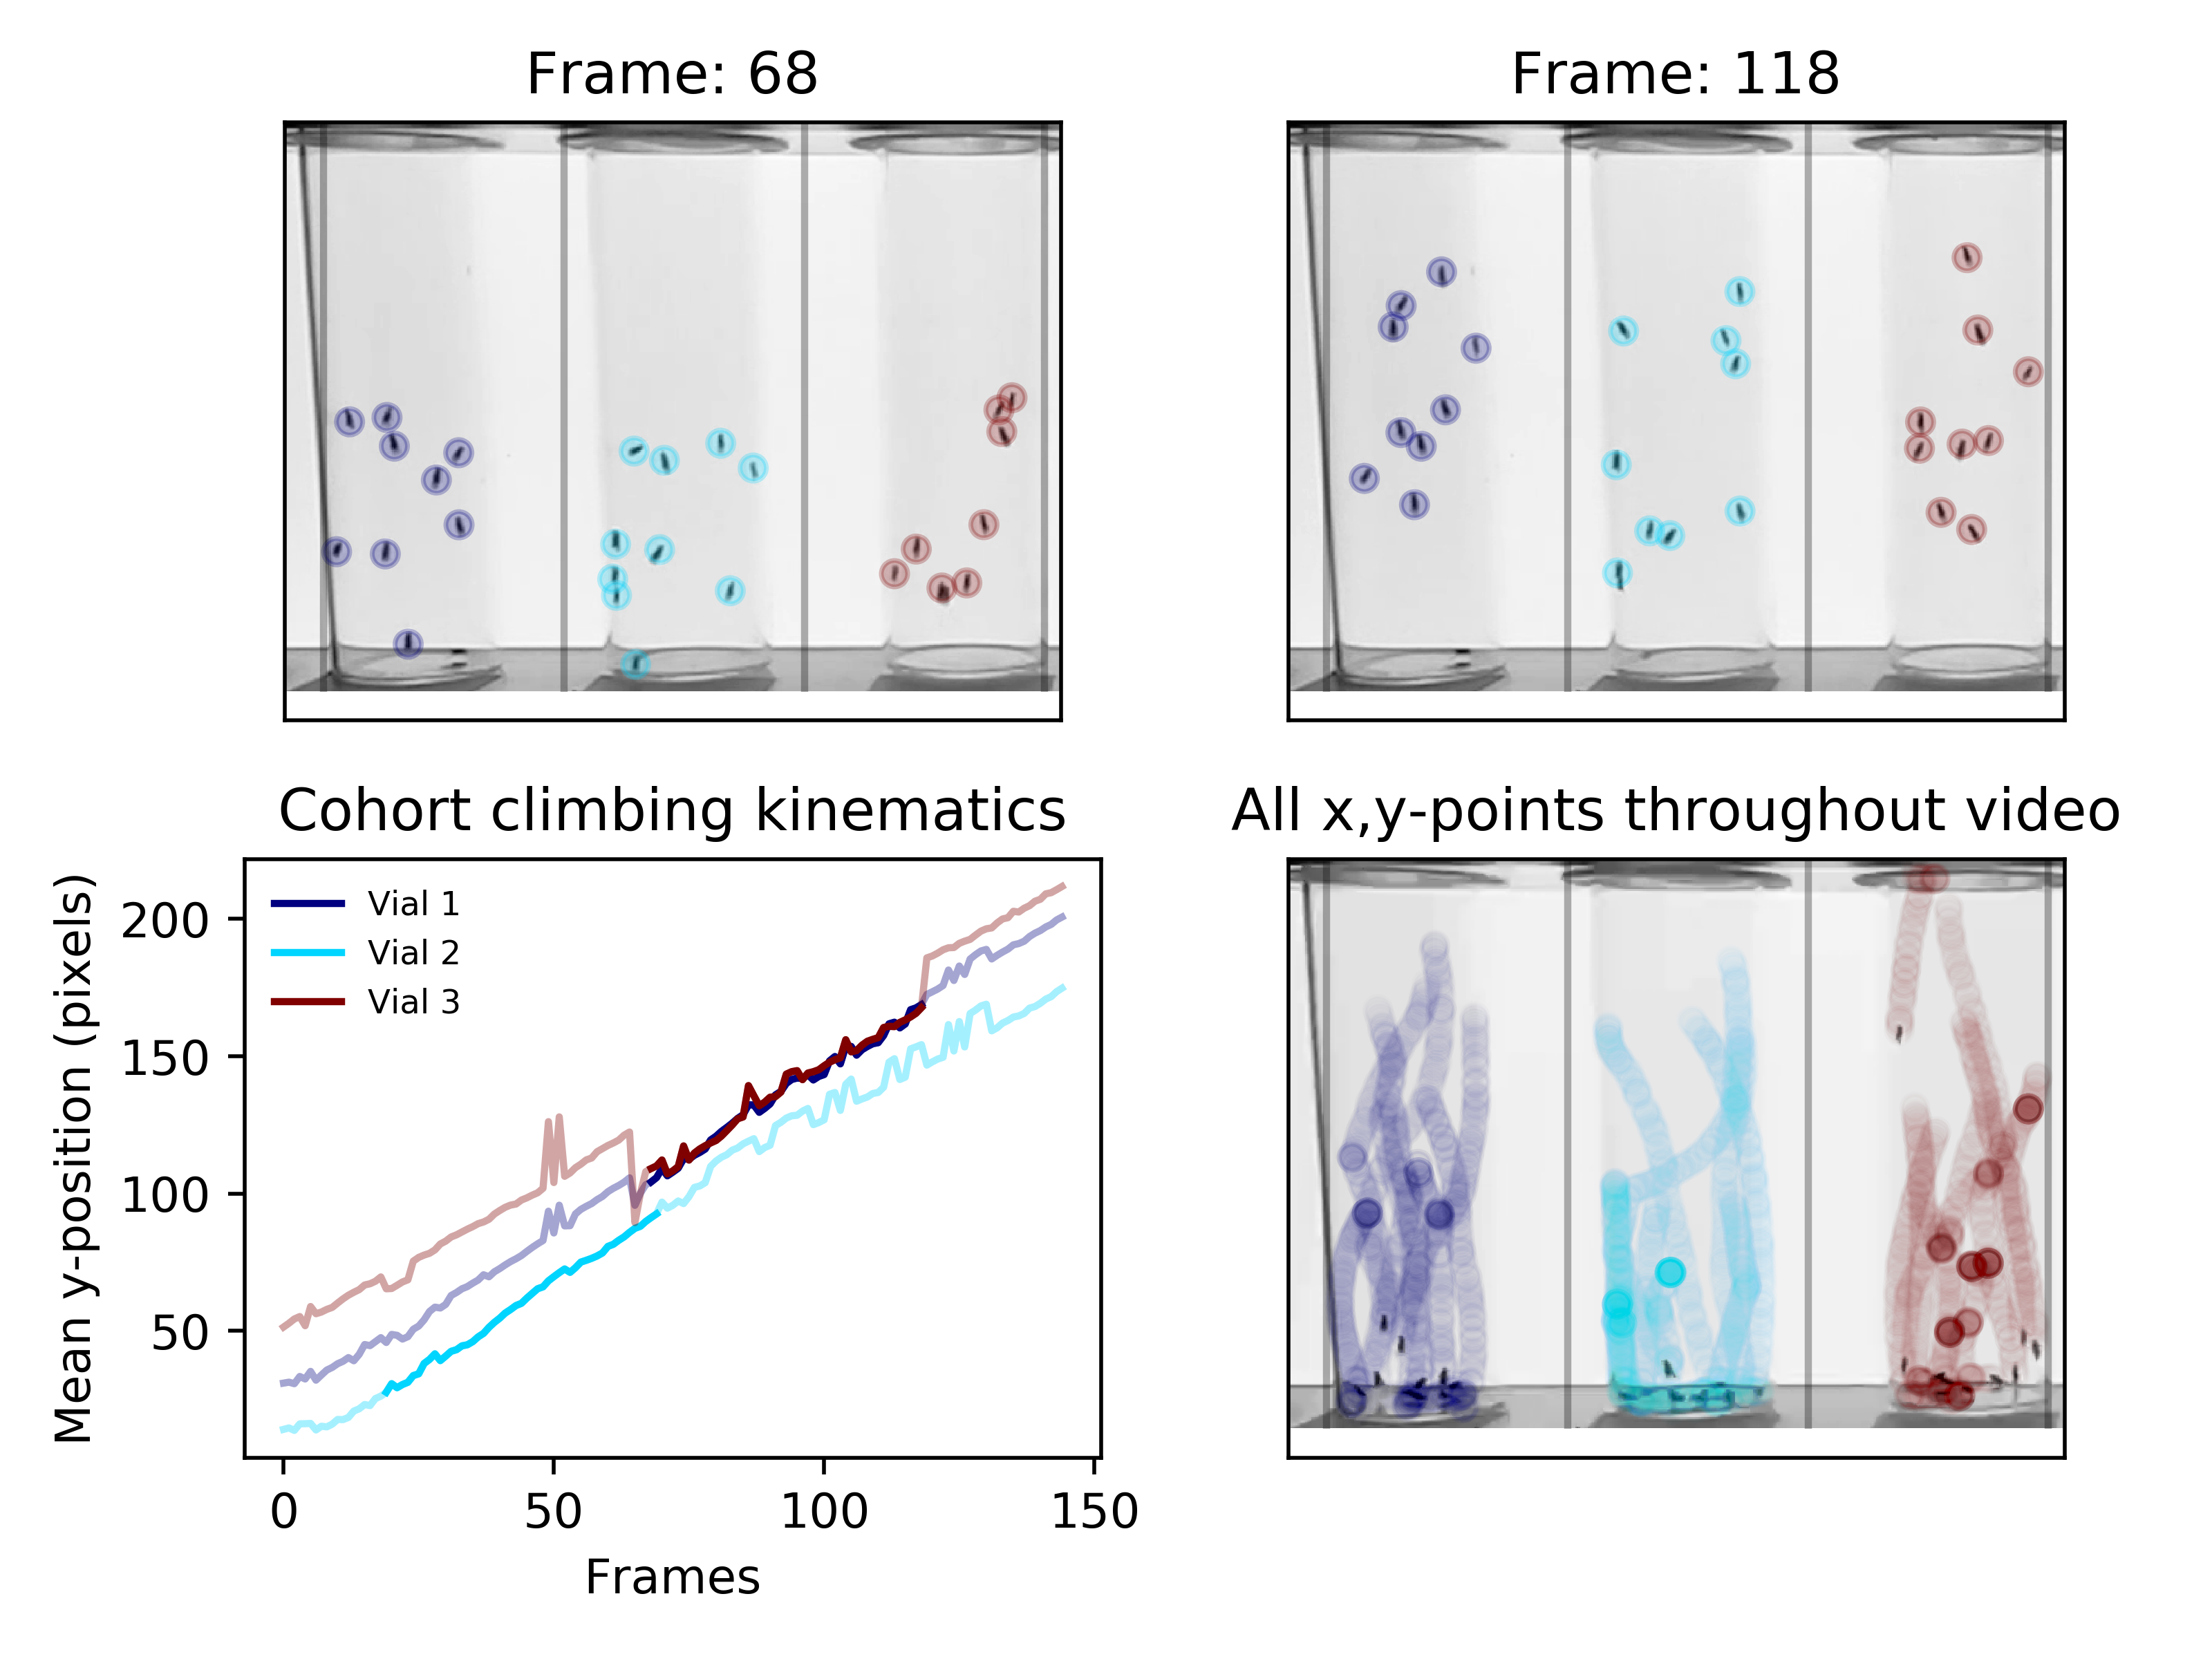 Frame: 68
Frame: 118
Cohort climbing kinematics
Mean y-position (pixels)
200
150
100
50
Vial 1
Vial 2
Vial 3
0 50 100 150
Frames
All x,y-points throughout video